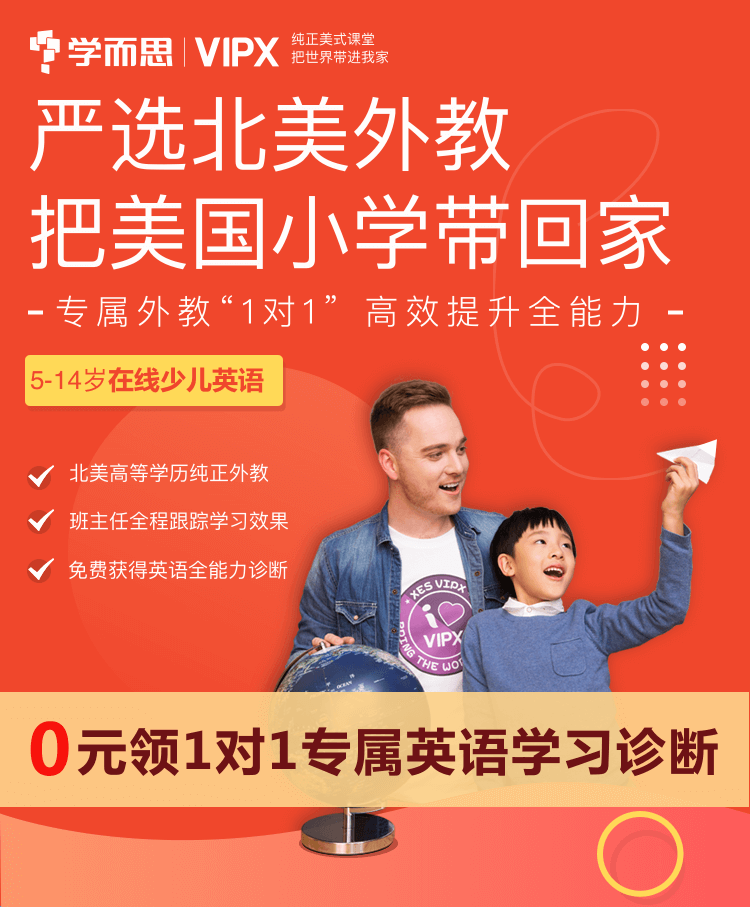 学而思 VIPX 纯正美式课堂
把世界带进我家
严选北美外教
把美国小学带回家
- 专属外教“1对1” 高效提升全能力 -
5-14岁在线少儿英语
北美高等学历纯正外教
班主任全程跟踪学习效果
免费获得英语全能力诊断
XES VIPX
i
VIPX
OCEAN
0元领1对1专属英语学习诊断